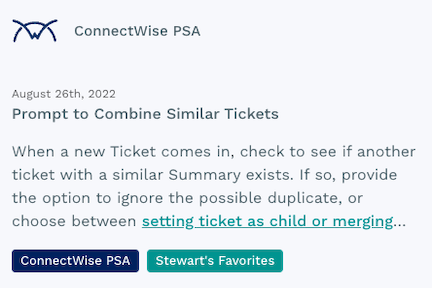 ConnectWise PSA
August 26th, 2022
Prompt to Combine Similar Tickets
When a new Ticket comes in, check to see if another
ticket with a similar Summary exists. If so, provide
the option to ignore the possible duplicate, or
choose between setting ticket as child or merging...
ConnectWise PSA Stewart's Favorites